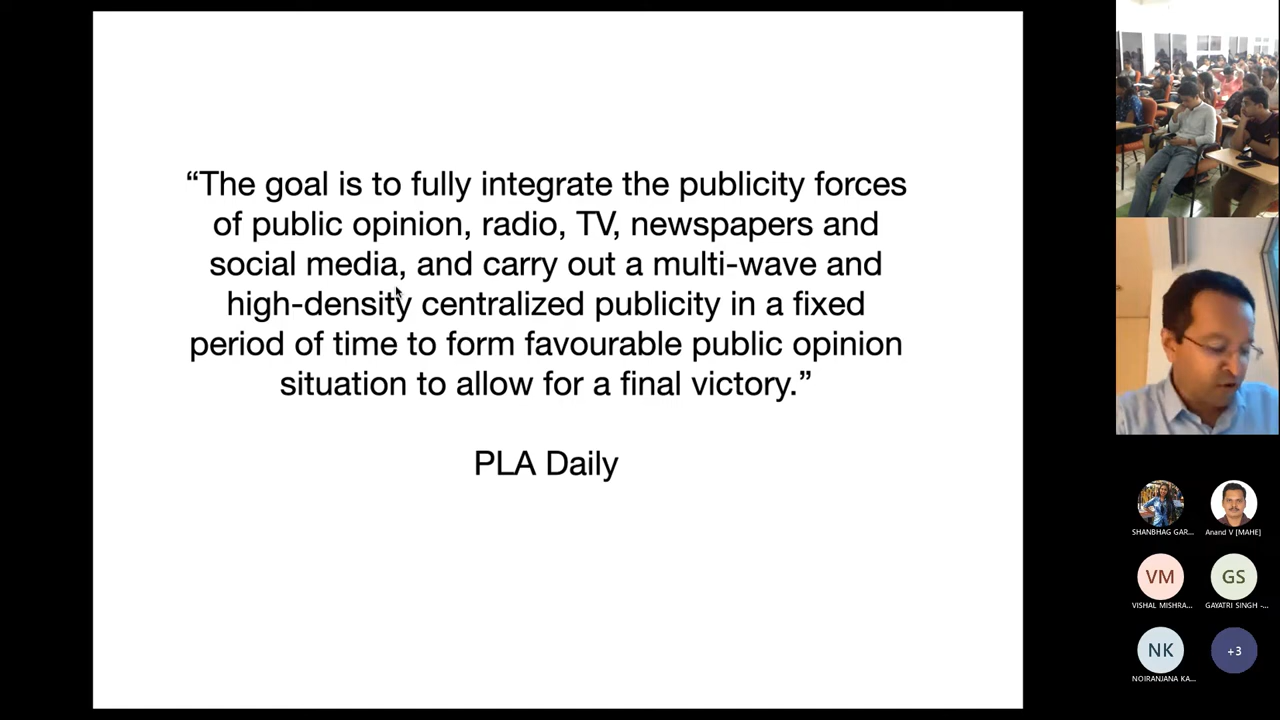 “The goal is to fully integrate the publicity forces
of public opinion, radio, TV, newspapers and
social media, and carry out a multi-wave and
high-density centralized publicity in a fixed
period of time to form favourable public opinion
situation to allow for a final victory.”
PLA Daily
SHANBHAG GAR...
Anand V [MAHE]
VM
GS
VISHAL MISHRA...
GAYATRI SINGH -...
NK
+3
NOIRANJANA KA...